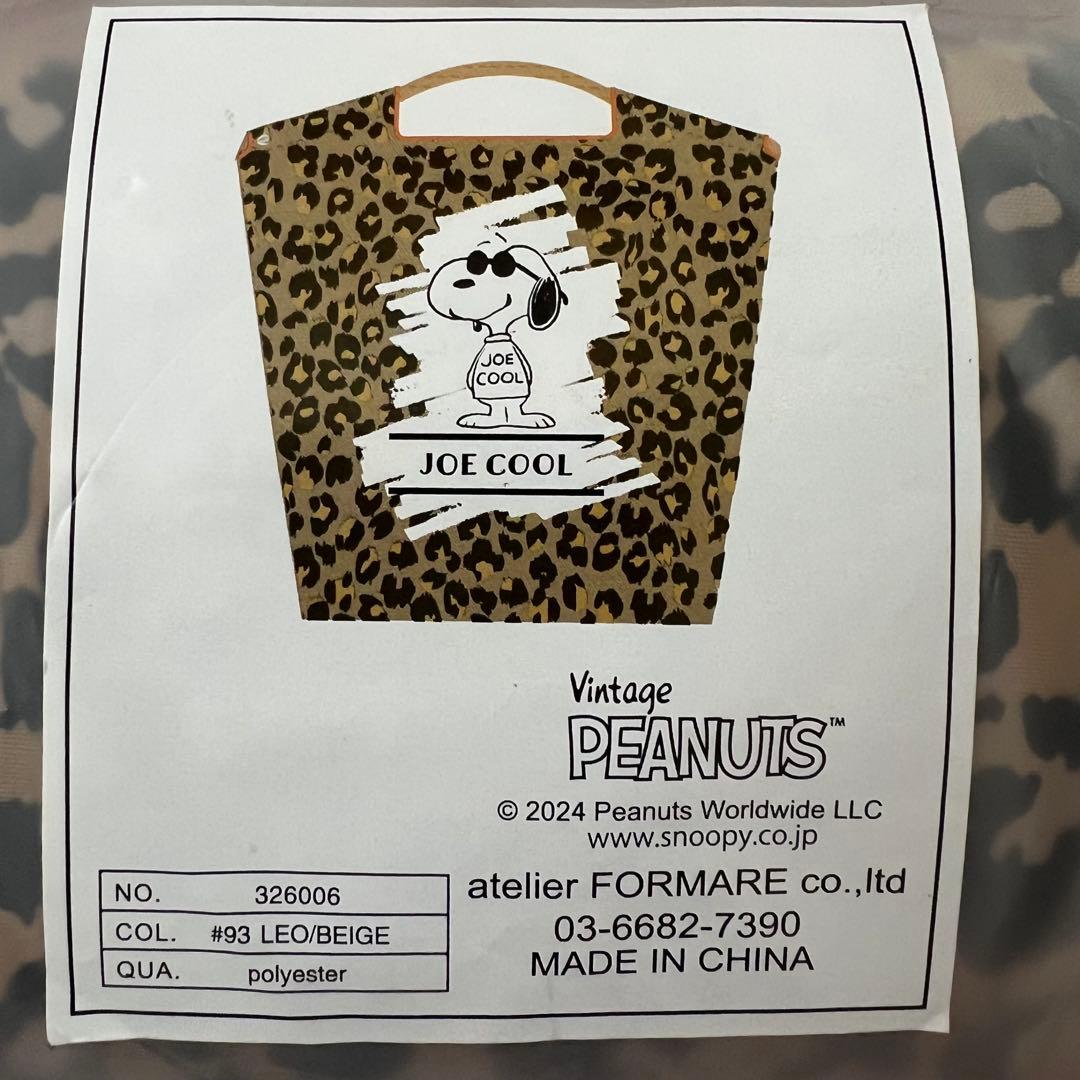 JOE
COOL
JOE COOL
Vintage
PEANUTS™
© 2024 Peanuts Worldwide LLC
www.snoopy.co.jp
NO. 326006
COL. #93 LEO/BEIGE
QUA. polyester
atelier FORMARE co.,ltd
03-6682-7390
MADE IN CHINA